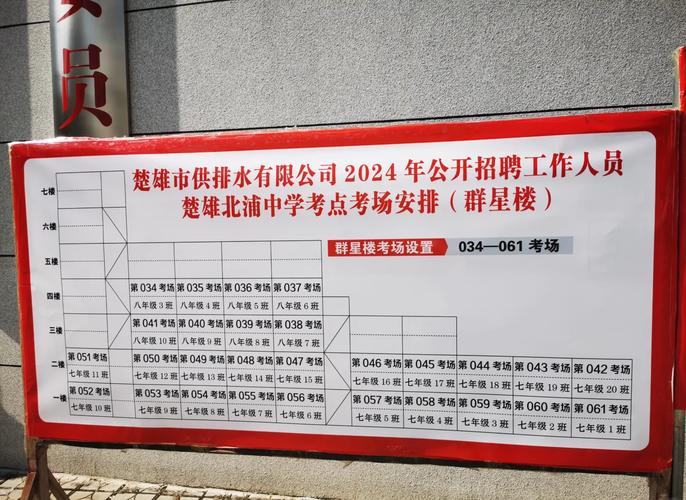 员
楚雄市供排水有限公司 2024 年公开招聘工作人员
楚雄北浦中学考点考场安排（群星楼）
群星楼考场设置 034—061 考场
七楼
六楼
五楼
四楼 第 034 考场 第 035 考场 第 036 考场 第 037 考场
八年级 3 班 八年级 4 班 八年级 5 班 八年级 6 班
三楼 第 041 考场 第 040 考场 第 039 考场 第 038 考场
八年级 10 班 八年级 9 班 八年级 8 班 八年级 7 班
二楼 第 051 考场 第 050 考场 第 049 考场 第 048 考场 第 047 考场 第 046 考场 第 045 考场 第 044 考场 第 043 考场 第 042 考场
七年级 11 班 七年级 12 班 七年级 13 班 七年级 14 班 七年级 15 班 七年级 16 班 七年级 17 班 七年级 18 班 七年级 19 班 七年级 20 班
一楼 第 052 考场 第 053 考场 第 054 考场 第 055 考场 第 056 考场 第 057 考场 第 058 考场 第 059 考场 第 060 考场 第 061 考场
七年级 10 班 七年级 9 班 七年级 8 班 七年级 7 班 七年级 6 班 七年级 5 班 七年级 4 班 七年级 3 班 七年级 2 班 七年级 1 班